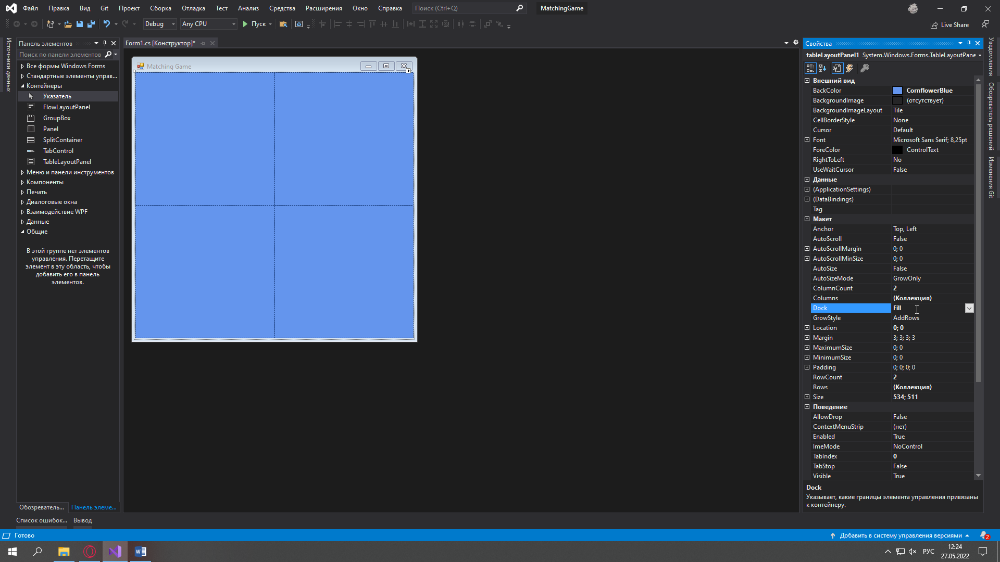 Файл Правка Вид Git Проект Сборка Отладка Тест Анализ Средства Расширения Окно Справка Поиск (Ctrl+Q) MatchingGame
Debug Any CPU Пуск Live Share
Источники данных
Панель элементов
Поиск по панели элементов
Все формы Windows Forms
Стандартные элементы управ...
Контейнеры
Указатель
FlowLayoutPanel
GroupBox
Panel
SplitContainer
TabControl
TableLayoutPanel
Меню и панели инструментов
Компоненты
Печать
Диалоговые окна
Взаимодействие WPF
Данные
Общие
В этой группе нет элементов
управления. Перетащите
элемент в эту область, чтобы
добавить его в панель
элементов.
Обозреватель... Панель элеме...
Form1.cs [Конструктор]*
Matching Game
Свойства
tableLayoutPanel1 System.Windows.Forms.TableLayoutPane
Внешний вид
BackColor CornflowerBlue
BackgroundImage (отсутствует)
BackgroundImageLayout Tile
CellBorderStyle None
Cursor Default
Font Microsoft Sans Serif; 8,25pt
ForeColor ControlText
RightToLeft No
UseWaitCursor False
Данные
(ApplicationSettings)
(DataBindings)
Tag
Макет
Anchor Top, Left
AutoScroll False
AutoScrollMargin 0; 0
AutoScrollMinSize 0; 0
AutoSize False
AutoSizeMode GrowOnly
ColumnCount 2
Columns (Коллекция)
Dock Fill
GrowStyle AddRows
Location 0; 0
Margin 3; 3; 3; 3
MaximumSize 0; 0
MinimumSize 0; 0
Padding 0; 0; 0; 0
RowCount 2
Rows (Коллекция)
Size 534; 511
Поведение
AllowDrop False
ContextMenuStrip (нет)
Enabled True
ImeMode NoControl
TabIndex 0
TabStop False
Visible True
Dock
Указывает, какие границы элемента управления привязаны
к контейнеру.
Уведомления
Обозреватель решений
Изменения Git
Список ошибок... Вывод
Готово Добавить в систему управления версиями 2
РУС 12:24
27.05.2022